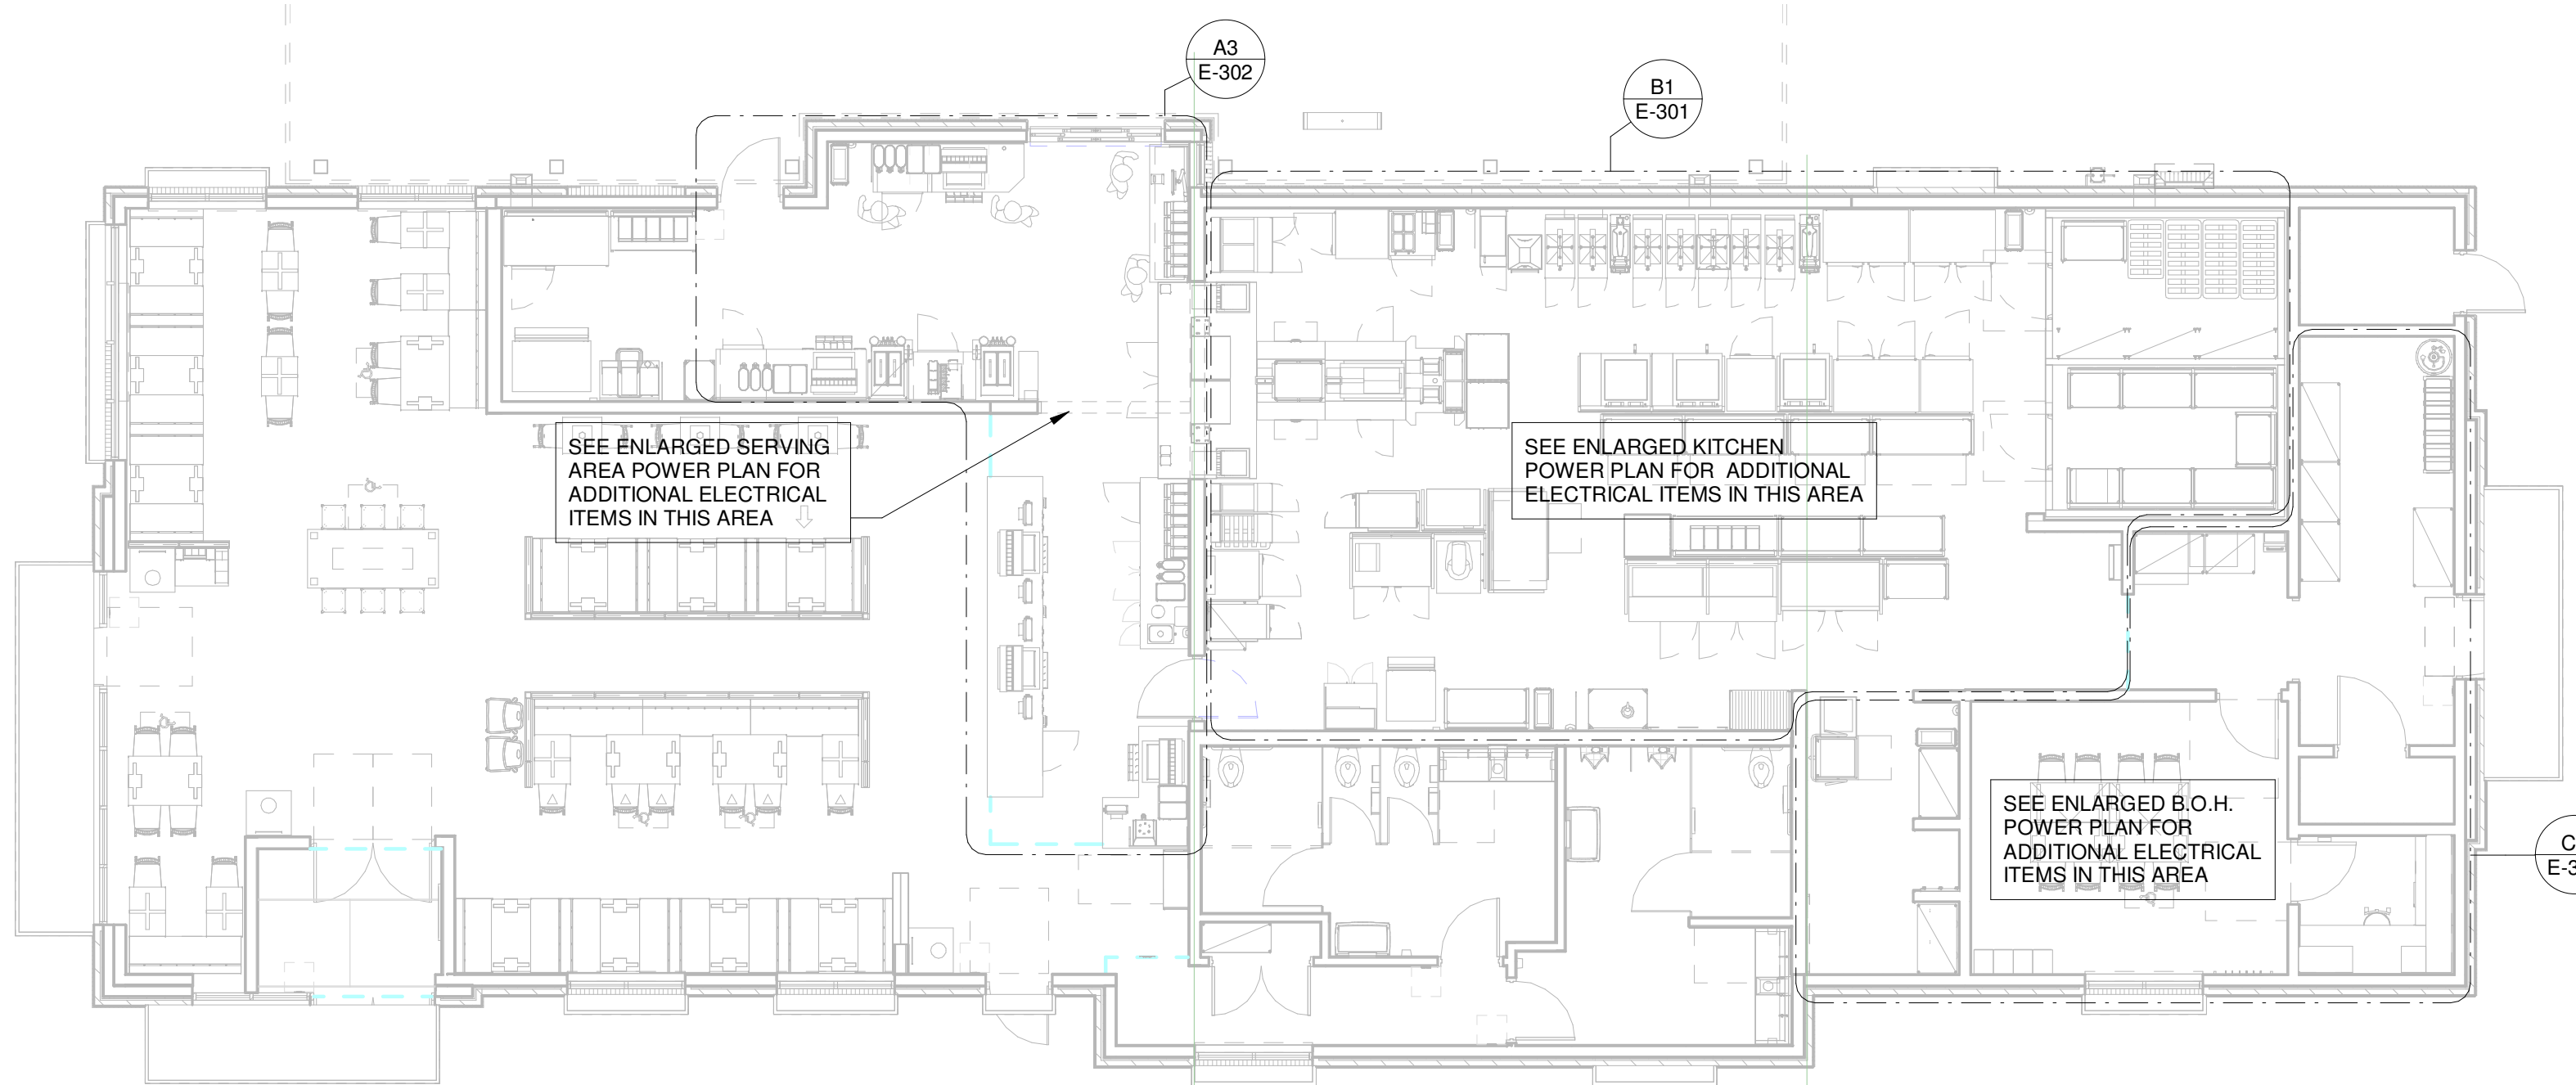 A3
E-302
B1
E-301
SEE ENLARGED SERVING
AREA POWER PLAN FOR
ADDITIONAL ELECTRICAL
ITEMS IN THIS AREA
SEE ENLARGED KITCHEN
POWER PLAN FOR ADDITIONAL
ELECTRICAL ITEMS IN THIS AREA
SEE ENLARGED B.O.H.
POWER PLAN FOR
ADDITIONAL ELECTRICAL
ITEMS IN THIS AREA